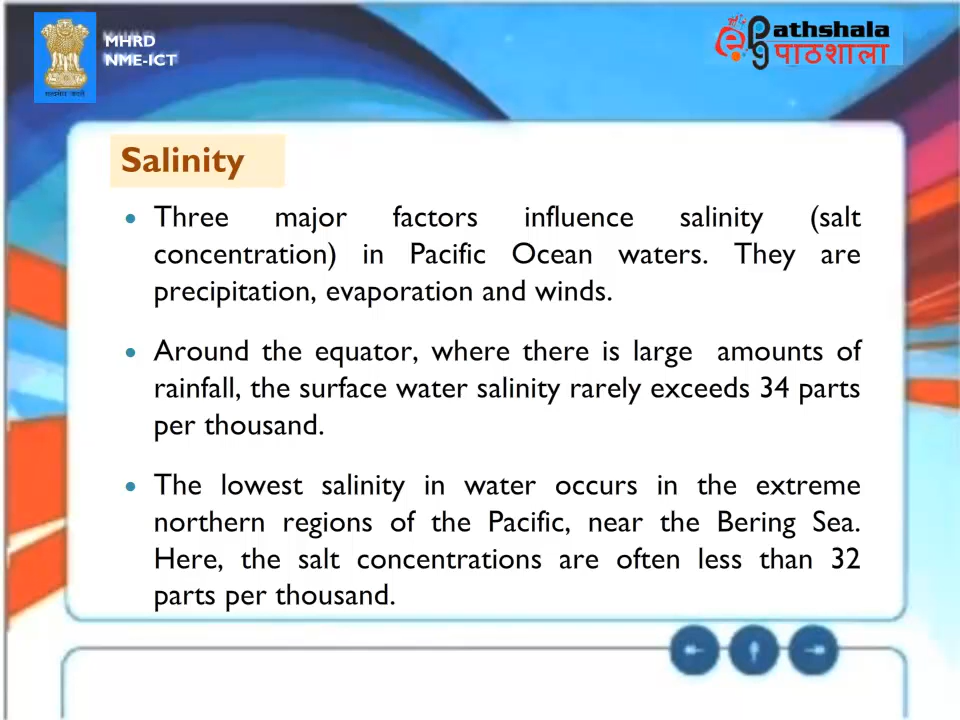 MHRD
NME-ICT
ePathshala
पाठशाला
Salinity
• Three major factors influence salinity (salt
concentration) in Pacific Ocean waters. They are
precipitation, evaporation and winds.
• Around the equator, where there is large amounts of
rainfall, the surface water salinity rarely exceeds 34 parts
per thousand.
• The lowest salinity in water occurs in the extreme
northern regions of the Pacific, near the Bering Sea.
Here, the salt concentrations are often less than 32
parts per thousand.